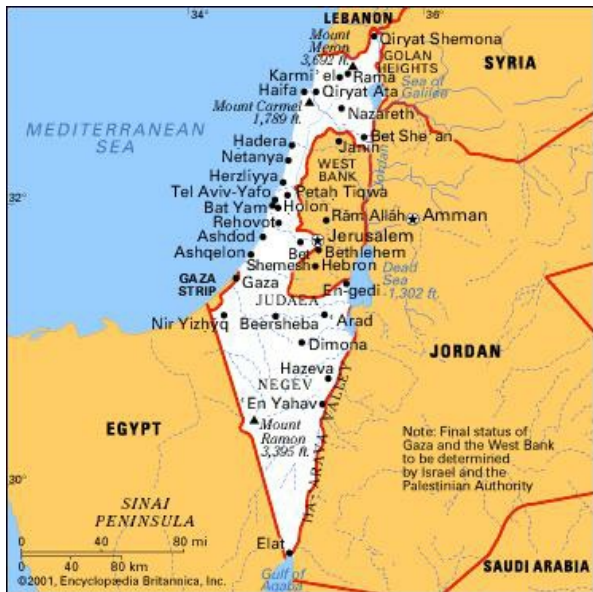 34°
36°
LEBANON
Mount
Meron
3,692 ft.
Qiryat Shemona
GOLAN
HEIGHTS
SYRIA
Karmi'el
Rama
Sea of
Galilee
Haifa
Qiryat Ata
Mount Carmel
1,789 ft.
Nazareth
MEDITERRANEAN
SEA
Bet She'an
Hadera
Janin
Netanya
WEST
BANK
Jordan
Herzliyya
32°
Tel Aviv-Yafo
Petah Tiqwa
Bat Yam
Holon
Rām Allāh
Amman
Rehovot
Ashdod
Jerusalem
Ashqelon
Bet
Shemesh
Bethlehem
Hebron
Dead
Sea
-1,302 ft.
GAZA
STRIP
Gaza
En-gedi
JUDAEA
Nir Yizhaq
Beersheba
Arad
Dimona
JORDAN
Hazeva
NEGEV
'En Yahav
HA-'ARAVA VALLEY
EGYPT
Mount
Ramon
3,395 ft.
Note: Final status of
Gaza and the West Bank
to be determined
by Israel and the
Palestinian Authority
30°
SINAI
PENINSULA
0 40 80 mi
0 40 80 km
Elat
Gulf of
Aqaba
SAUDI ARABIA
©2001, Encyclopædia Britannica, Inc.